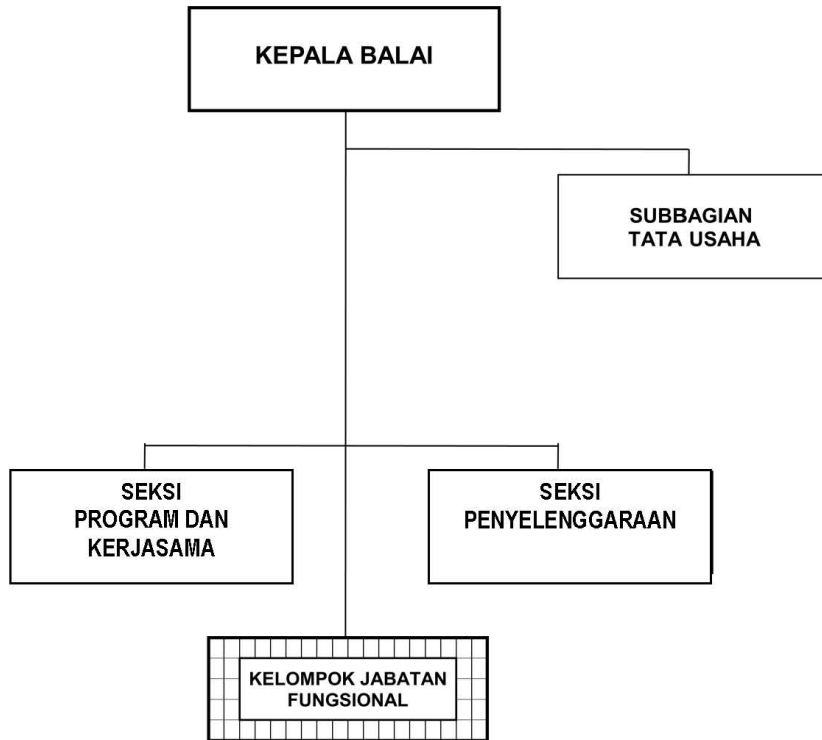 KEPALA BALAI
SUBBAGIAN
TATA USAHA
SEKSI
PROGRAM DAN
KERJASAMA
SEKSI
PENYELENGGARAAN
KELOMPOK JABATAN
FUNGSIONAL